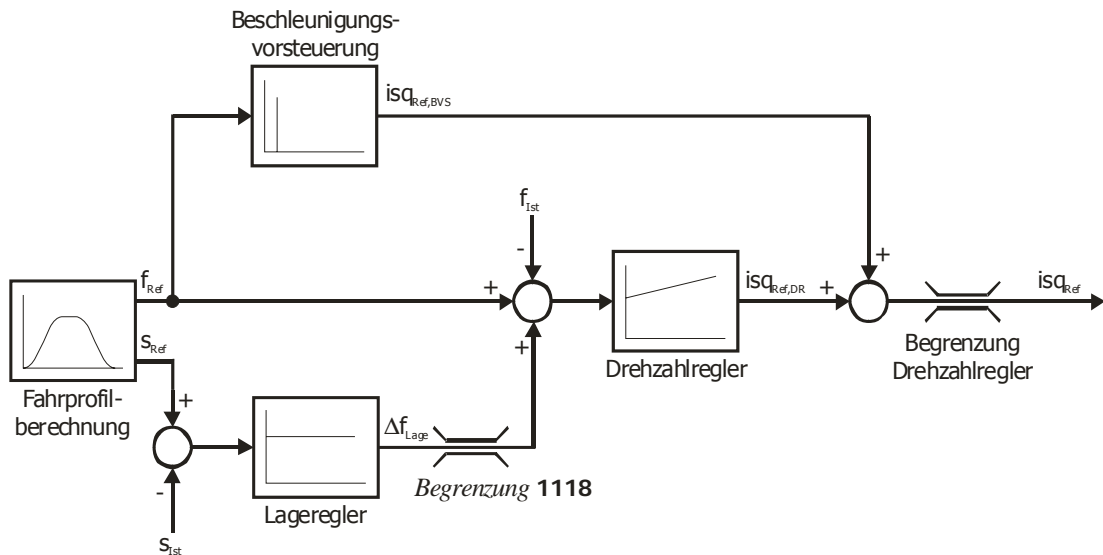 Beschleunigungs-
vorsteuerung
isqRef,BVS
fIst
-
+
fRef
+
isqRef,DR
+
isqRef
sRef
+
Begrenzung
Drehzahlregler
Drehzahlregler
Fahrprofil-
berechnung
+
ΔfLage
Begrenzung 1118
-
Lageregler
sIst